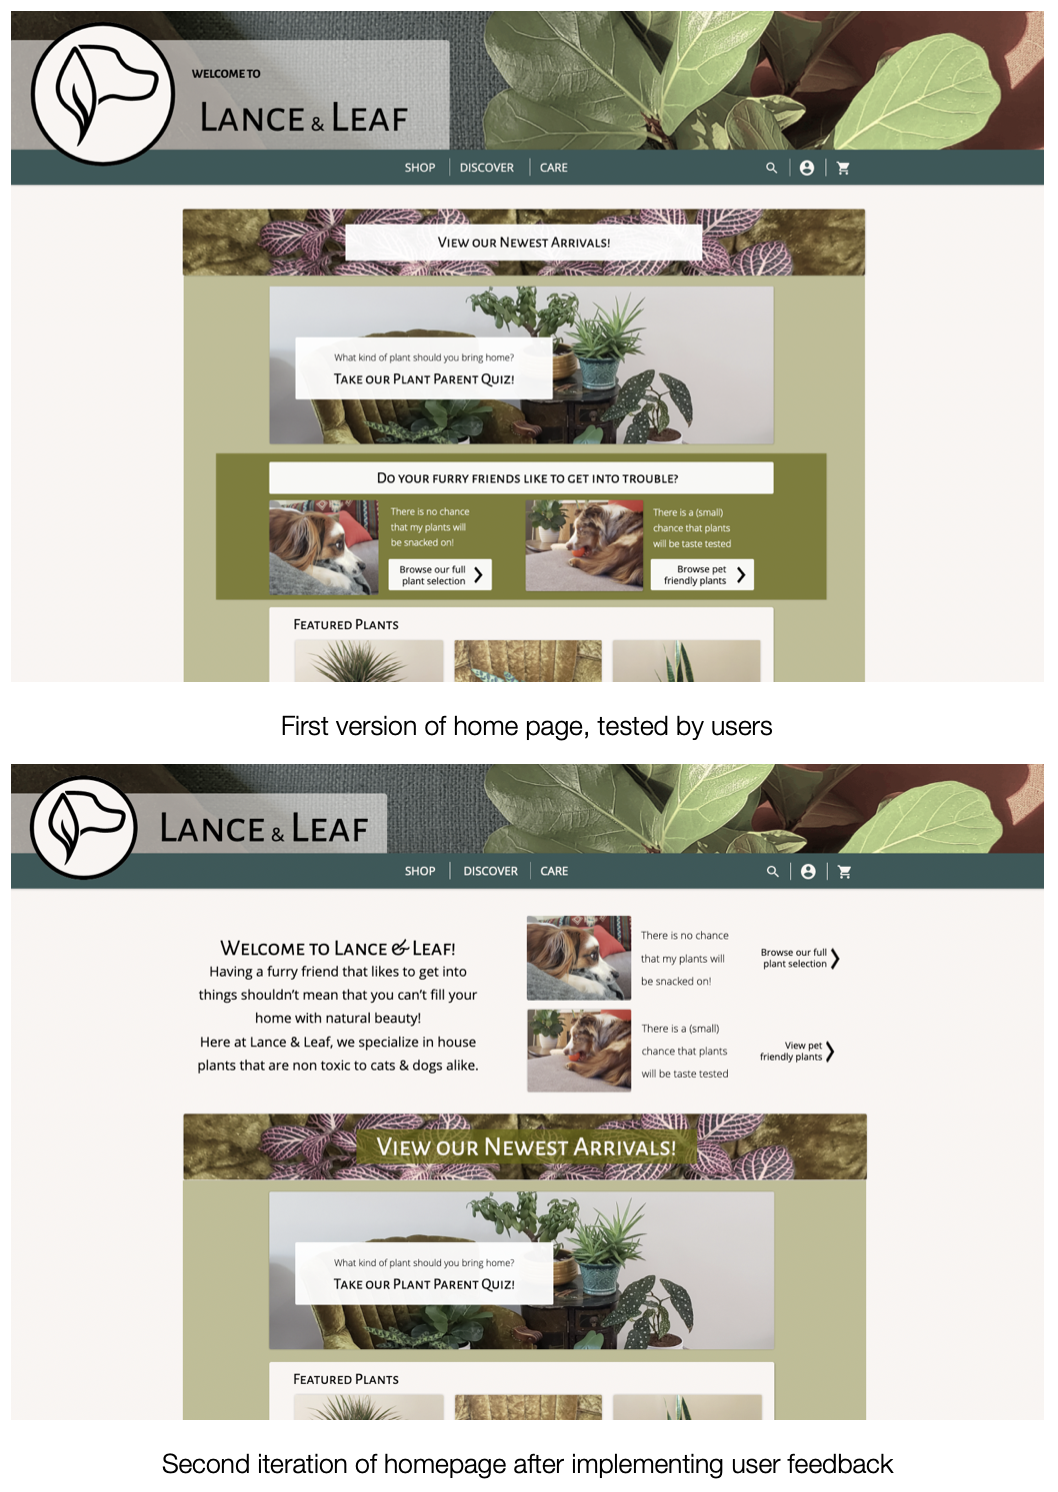 WELCOME TO
LANCE & LEAF
SHOP
DISCOVER
CARE
VIEW OUR NEWEST ARRIVALS!
What kind of plant should you bring home?
TAKE OUR PLANT PARENT QUIZ!
DO YOUR FURRY FRIENDS LIKE TO GET INTO TROUBLE?
There is no chance
that my plants will
be snacked on!
Browse our full
plant selection
There is a (small)
chance that plants
will be taste tested
Browse pet
friendly plants
FEATURED PLANTS
First version of home page, tested by users
LANCE & LEAF
SHOP
DISCOVER
CARE
WELCOME TO LANCE & LEAF!
Having a furry friend that likes to get into
things shouldn't mean that you can't fill your
home with natural beauty!
Here at Lance & Leaf, we specialize in house
plants that are non toxic to cats & dogs alike.
There is no chance
that my plants will
be snacked on!
Browse our full
plant selection
There is a (small)
chance that plants
will be taste tested
View pet
friendly plants
VIEW OUR NEWEST ARRIVALS!
What kind of plant should you bring home?
TAKE OUR PLANT PARENT QUIZ!
FEATURED PLANTS
Second iteration of homepage after implementing user feedback